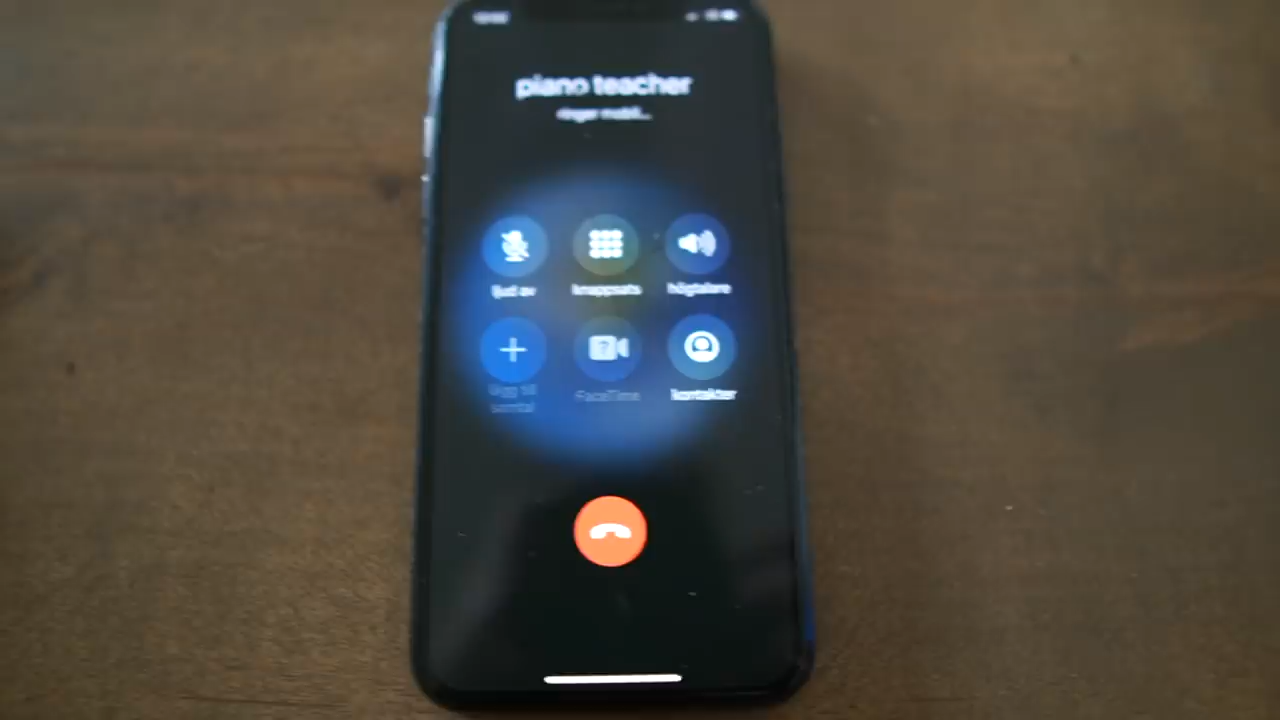 piano teacher
ringer mobil...
ljud av
knappsats
högtalare
FaceTime
kontakter